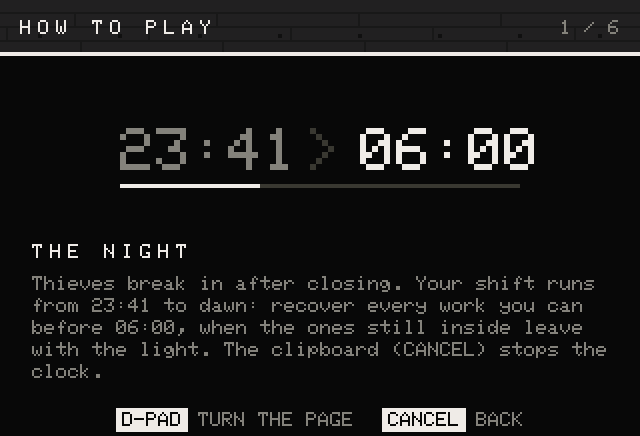 HOW TO PLAY 1 / 6
23:41 > 06:00
THE NIGHT
Thieves break in after closing. Your shift runs
from 23:41 to dawn: recover every work you can
before 06:00, when the ones still inside leave
with the light. The clipboard (CANCEL) stops the
clock.
D-PAD TURN THE PAGE CANCEL BACK